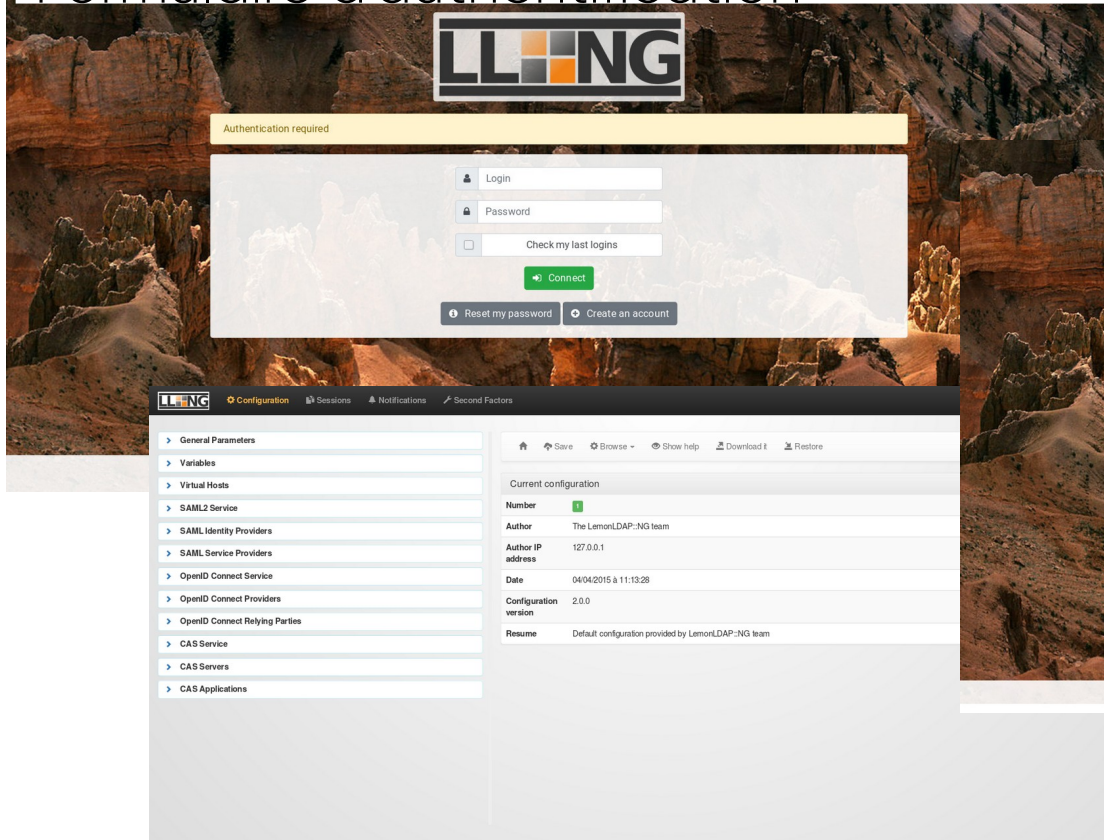 LL NG
Authentication required
Login
Password
Check my last logins
Connect
Reset my password Create an account
LL NG Configuration Sessions Notifications Second Factors
General Parameters
Variables
Virtual Hosts
SAML2 Service
SAML Identity Providers
SAML Service Providers
OpenID Connect Service
OpenID Connect Providers
OpenID Connect Relying Parties
CAS Service
CAS Servers
CAS Applications
Save Browse Show help Download it Restore
Current configuration
Number 1
Author The LemonLDAP::NG team
Author IP address 127.0.0.1
Date 04/04/2015 à 11:13:28
Configuration version 2.0.0
Resume Default configuration provided by LemonLDAP::NG team